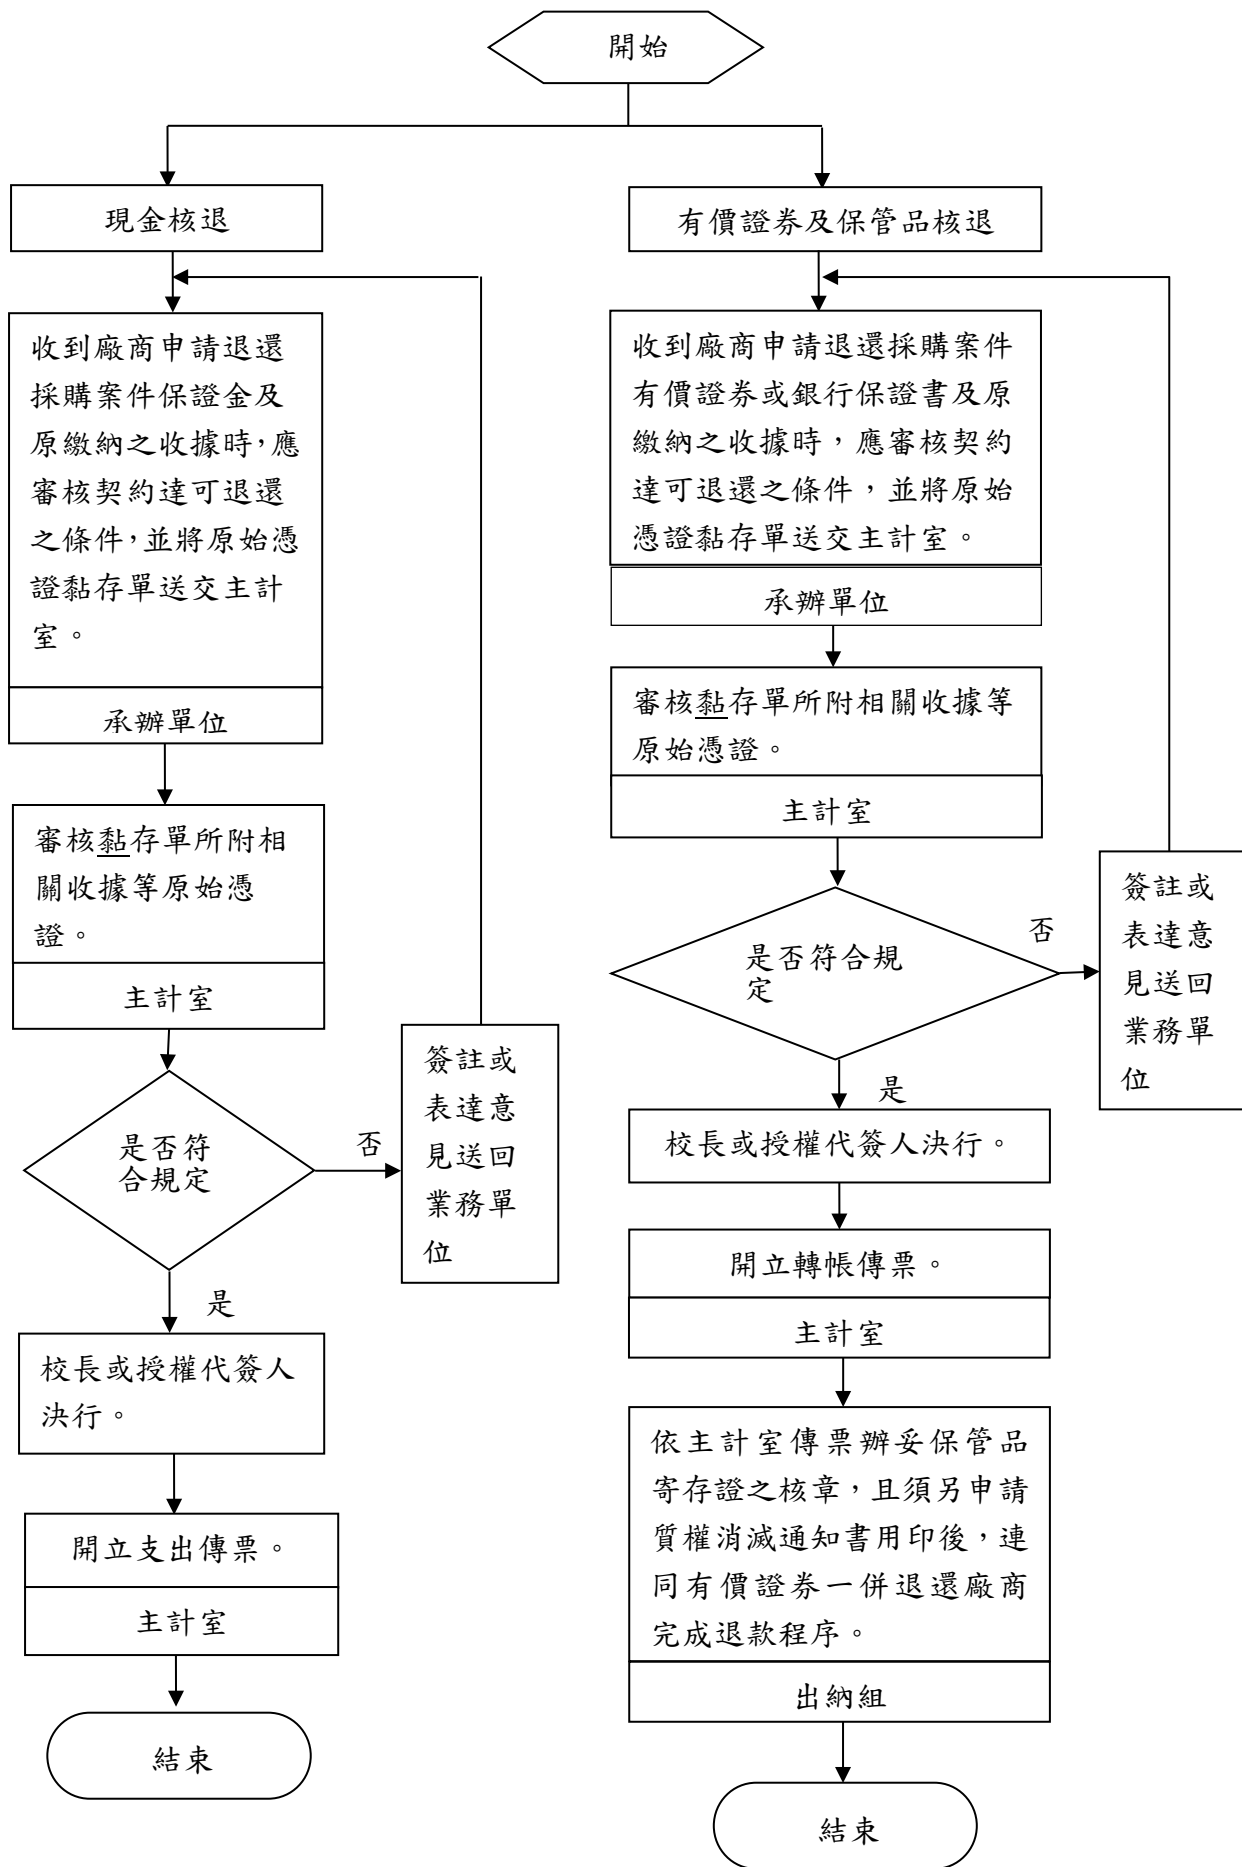 開始
現金核退
收到廠商申請退還
採購案件保證金及
原繳納之收據時，應
審核契約達可退還
之條件，並將原始憑
證黏存單送交主計
室。
承辦單位
審核黏存單所附相
關收據等原始憑
證。
主計室
是否符
合規定
否
簽註或
表達意
見送回
業務單
位
是
校長或授權代簽人
決行。
開立支出傳票。
主計室
結束
有價證券及保管品核退
收到廠商申請退還採購案件
有價證券或銀行保證書及原
繳納之收據時，應審核契約
達可退還之條件，並將原始
憑證黏存單送交主計室。
承辦單位
審核黏存單所附相關收據等
原始憑證。
主計室
是否符合規
定
否
簽註或
表達意
見送回
業務單
位
是
校長或授權代簽人決行。
開立轉帳傳票。
主計室
依主計室傳票辦妥保管品
寄存證之核章，且須另申請
質權消滅通知書用印後，連
同有價證券一併退還廠商
完成退款程序。
出納組
結束